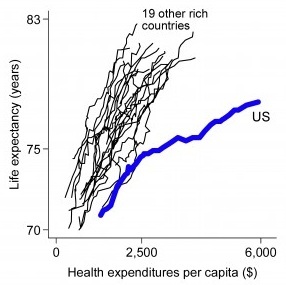 19 other rich
countries
83
Life expectancy (years)
75
US
70
0
2,500
6,000
Health expenditures per capita ($)